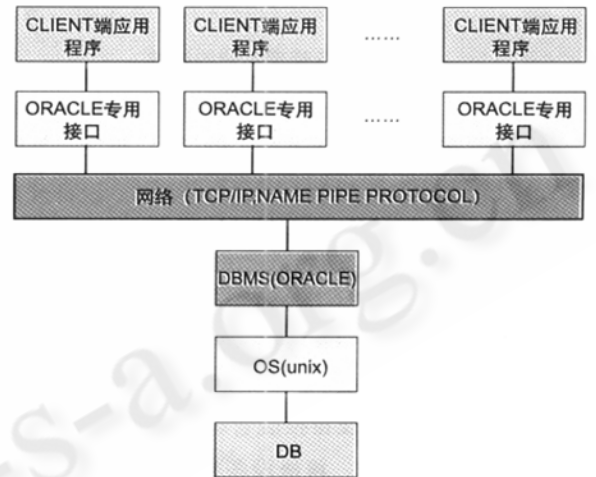 CLIENT端应用
程序
CLIENT端应用
程序
……
CLIENT端应用
程序
ORACLE专用
接口
ORACLE专用
接口
……
ORACLE专用
接口
网络（TCP/IP,NAME PIPE PROTOCOL）
DBMS(ORACLE)
OS(unix)
DB
s-a.org.cn